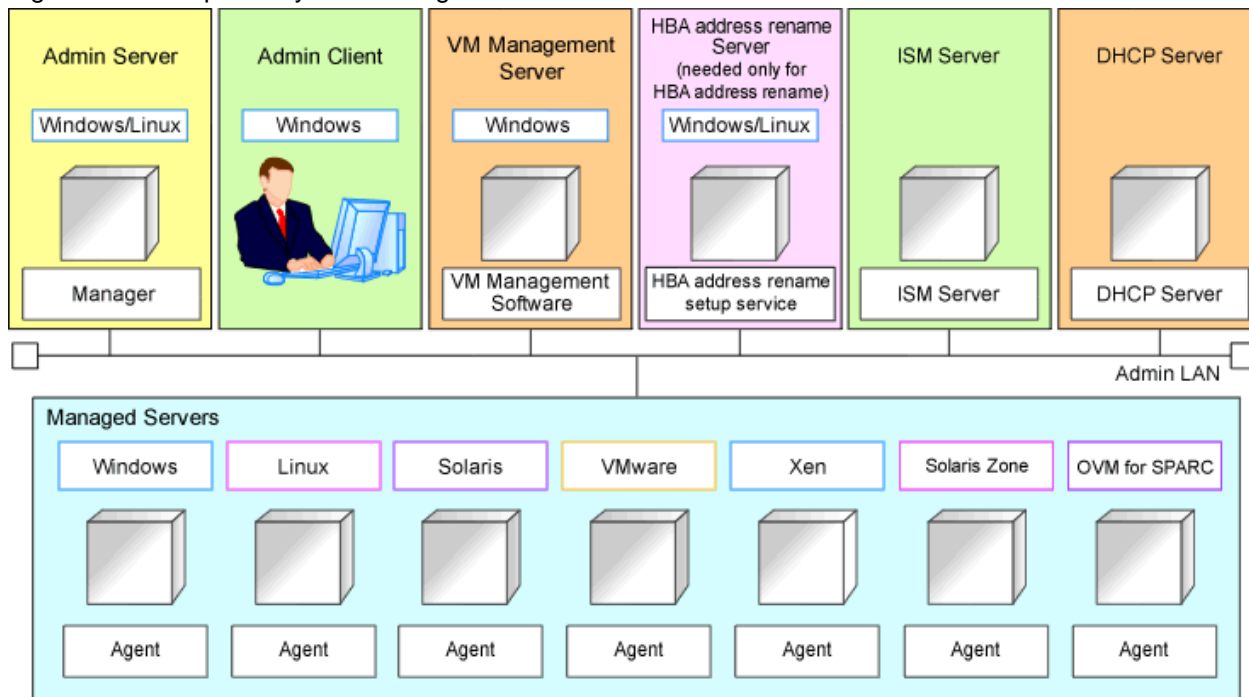 Admin Server
Admin Client
VM Management
Server
HBA address rename
Server
(needed only for
HBA address rename)
ISM Server
DHCP Server
Windows/Linux
Windows
Windows
Windows/Linux
Manager
VM Management
Software
HBA address rename
setup service
ISM Server
DHCP Server
Admin LAN
Managed Servers
Windows
Linux
Solaris
VMware
Xen
Solaris Zone
OVM for SPARC
Agent
Agent
Agent
Agent
Agent
Agent
Agent